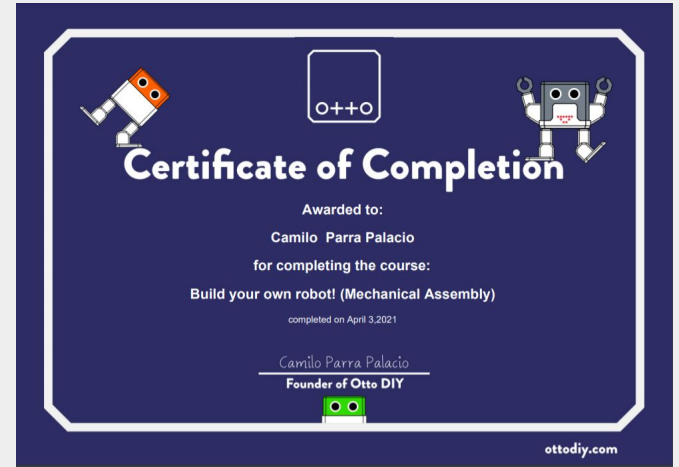 O++O
Certificate of Completion
Awarded to:
Camilo Parra Palacio
for completing the course:
Build your own robot! (Mechanical Assembly)
completed on April 3,2021
Camilo Parra Palacio
Founder of Otto DIY
ottodiy.com